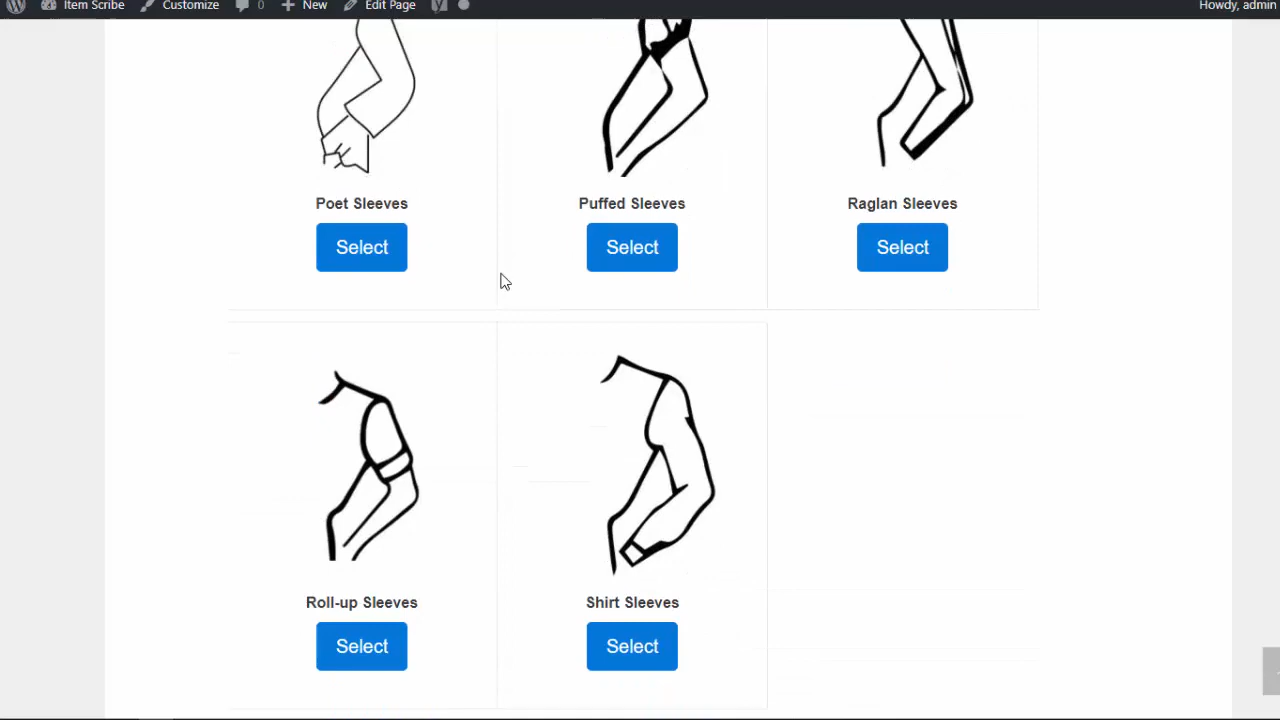 Item Scribe Customize 0 New Edit Page Howdy, admin
Poet Sleeves Puffed Sleeves Raglan Sleeves
Select Select Select
Roll-up Sleeves Shirt Sleeves
Select Select